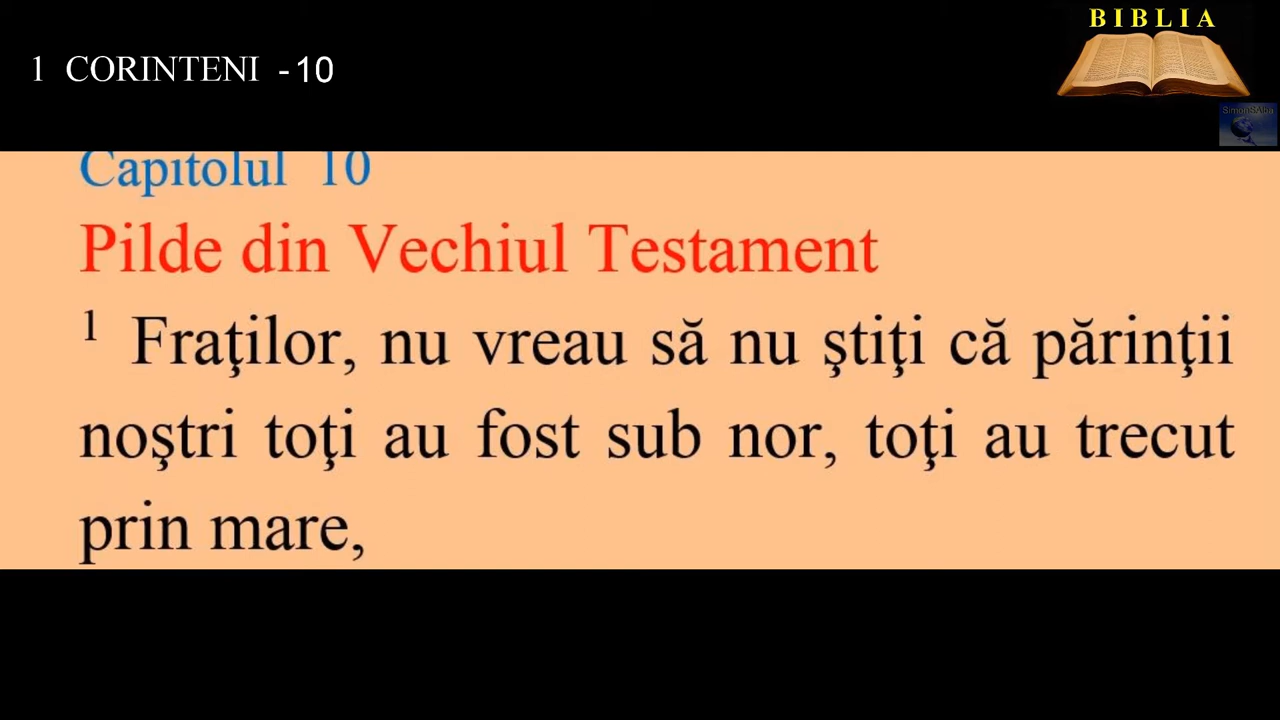 BIBLIA
1 CORINTENI -10
Capitolul 10
Pilde din Vechiul Testament
1 Fraţilor, nu vreau să nu ştiţi că părinţii
noştri toţi au fost sub nor, toţi au trecut
prin mare,